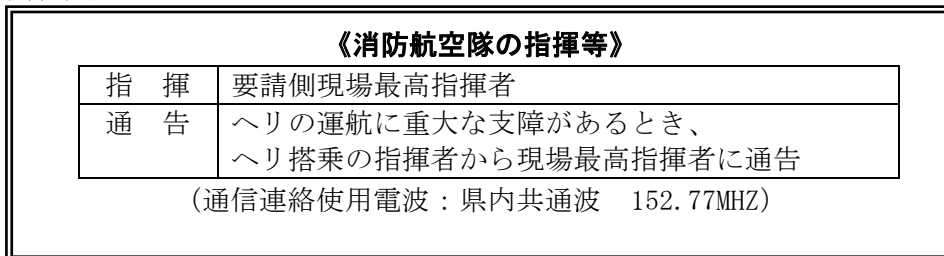 《消防航空隊の指揮等》
指　揮　要請側現場最高指揮者
通　告　ヘリの運航に重大な支障があるとき、
ヘリ搭乗の指揮者から現場最高指揮者に通告
(通信連絡使用電波：県内共通波　152.77MHZ)